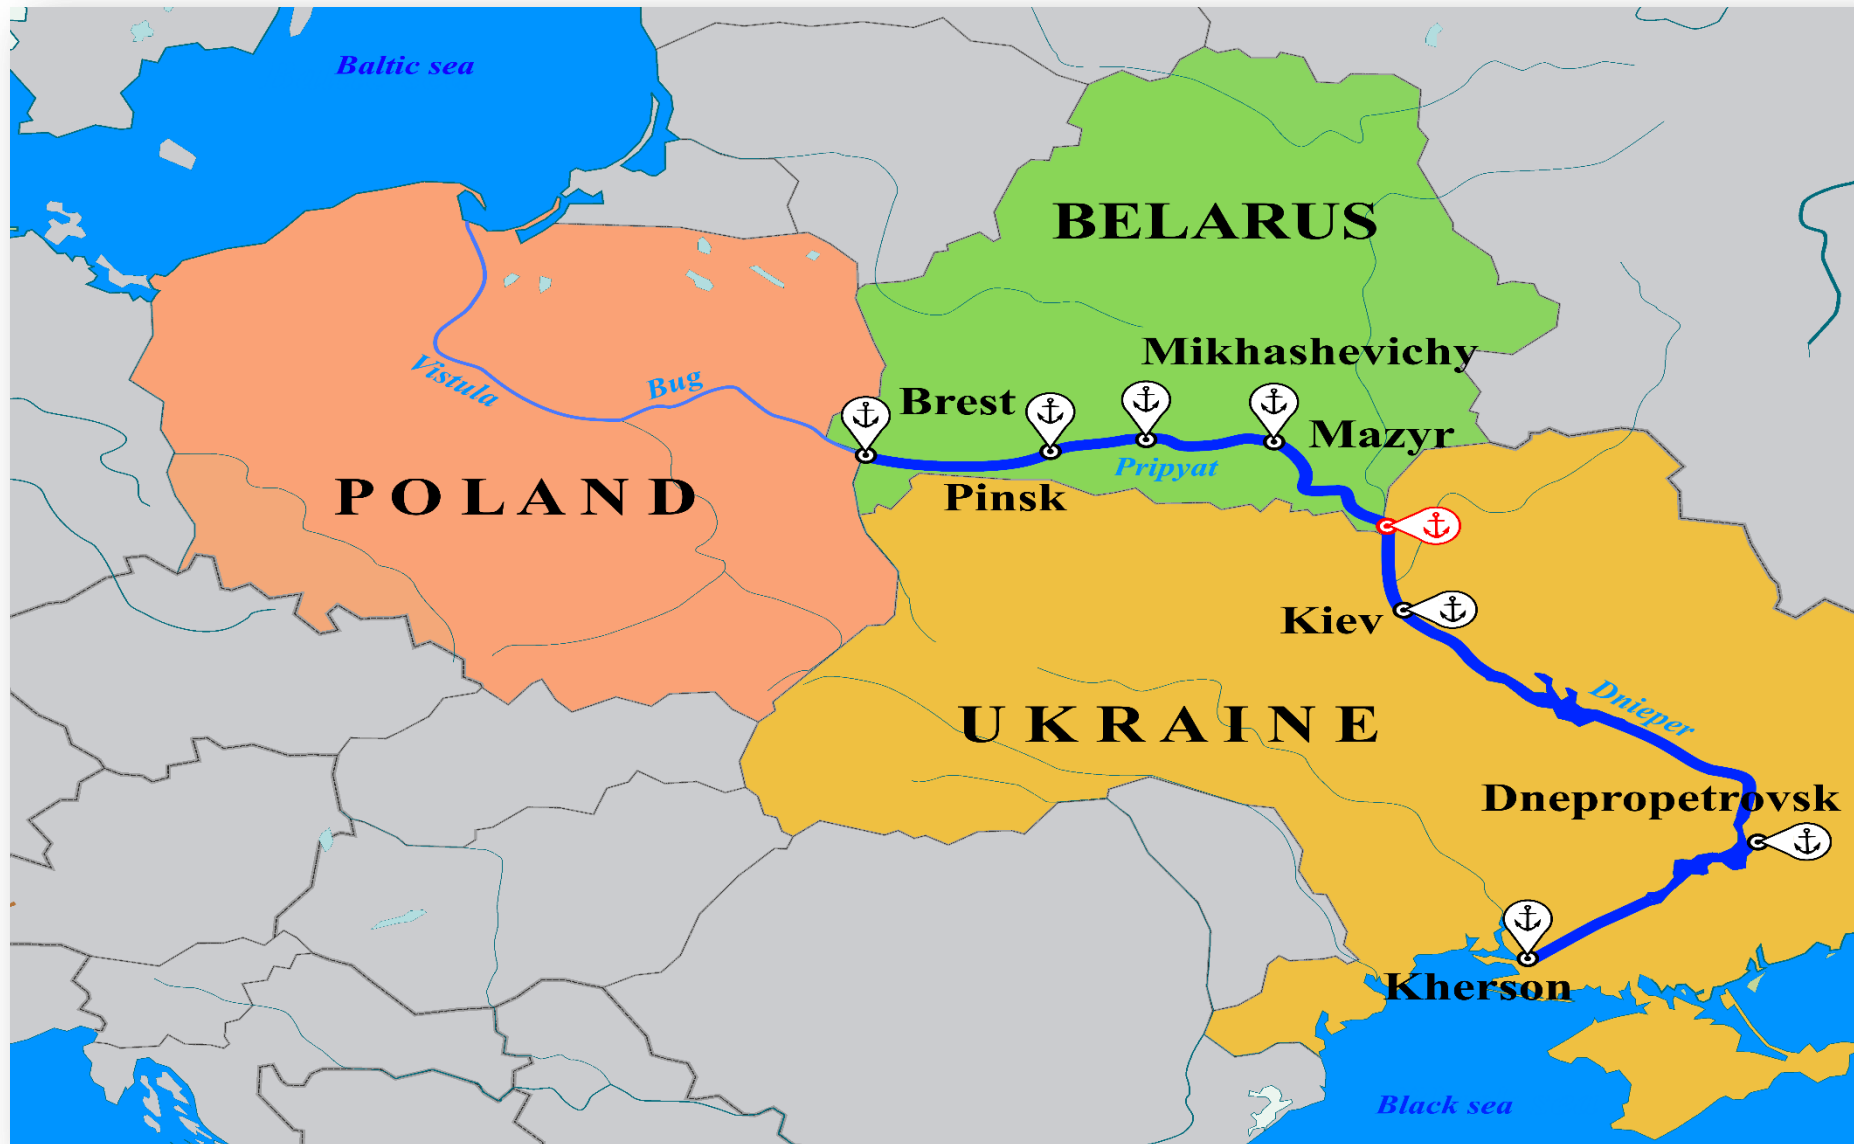 Baltic sea
BELARUS
Mikhashevichy
Vistula
Bug
Brest
Mazyr
Pripyat
POLAND
Pinsk
Kiev
Dnieper
UKRAINE
Dnepropetrovsk
Kherson
Black sea